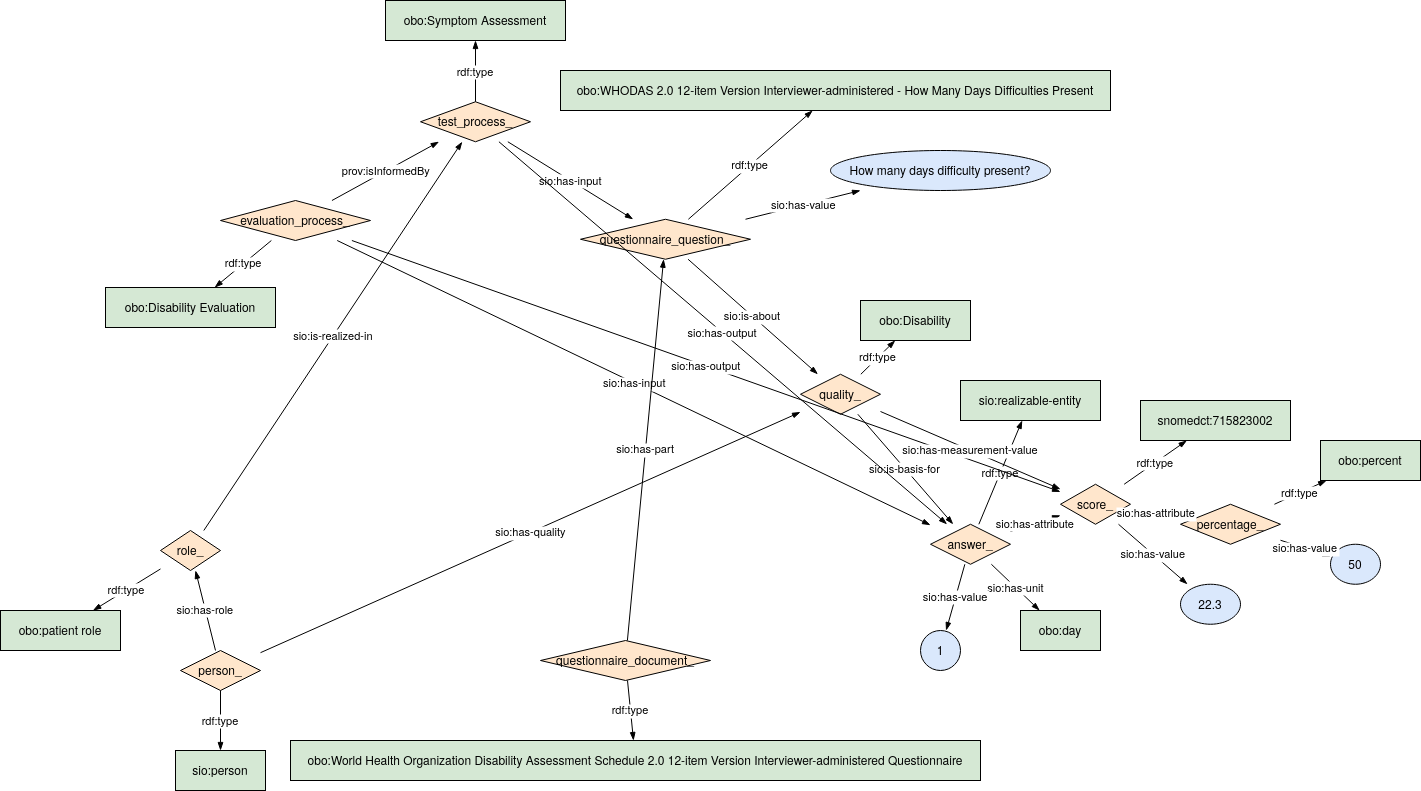 obo:Symptom Assessment
rdf:type
obo:WHODAS 2.0 12-item Version Interviewer-administered - How Many Days Difficulties Present
test_process_
rdf:type
How many days difficulty present?
prov:isInformedBy
sio:has-input
sio:has-value
evaluation_process_
questionnaire_question_
rdf:type
obo:Disability Evaluation
sio:is-about
obo:Disability
sio:is-realized-in
sio:has-output
rdf:type
sio:has-output
sio:has-input
quality_
sio:realizable-entity
snomedct:715823002
sio:has-part
sio:has-measurement-value
rdf:type
obo:percent
sio:is-basis-for
rdf:type
rdf:type
score_
sio:has-attribute
sio:has-attribute
percentage_
sio:has-quality
role_
answer_
sio:has-value
sio:has-value
50
rdf:type
sio:has-role
sio:has-value
sio:has-unit
22.3
obo:patient role
obo:day
1
person_
questionnaire_document_
rdf:type
rdf:type
sio:person
obo:World Health Organization Disability Assessment Schedule 2.0 12-item Version Interviewer-administered Questionnaire